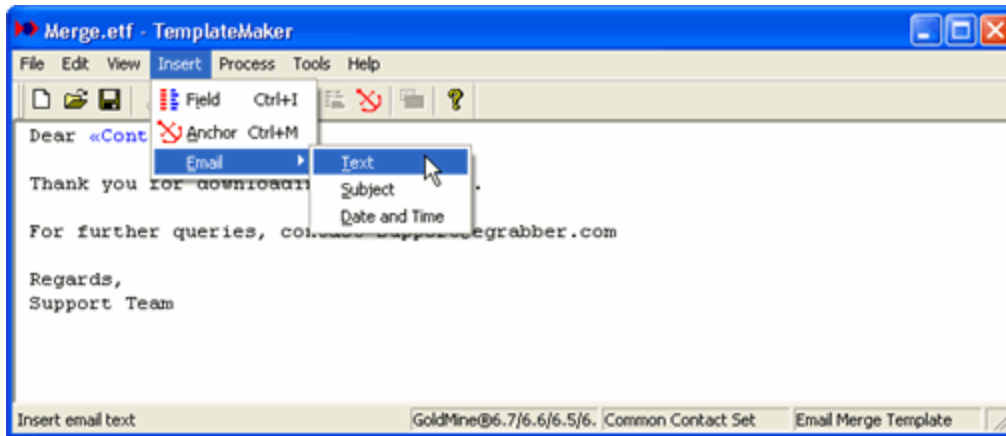 Merge.etf - TemplateMaker
File Edit View Insert Process Tools Help
Field Ctrl+I
Anchor Ctrl+M
Email
Text
Subject
Date and Time
Dear «Cont
Thank you for
For further queries, egrabber.com
Regards,
Support Team
Insert email text
GoldMine®6.7/6.6/6.5/6. Common Contact Set Email Merge Template